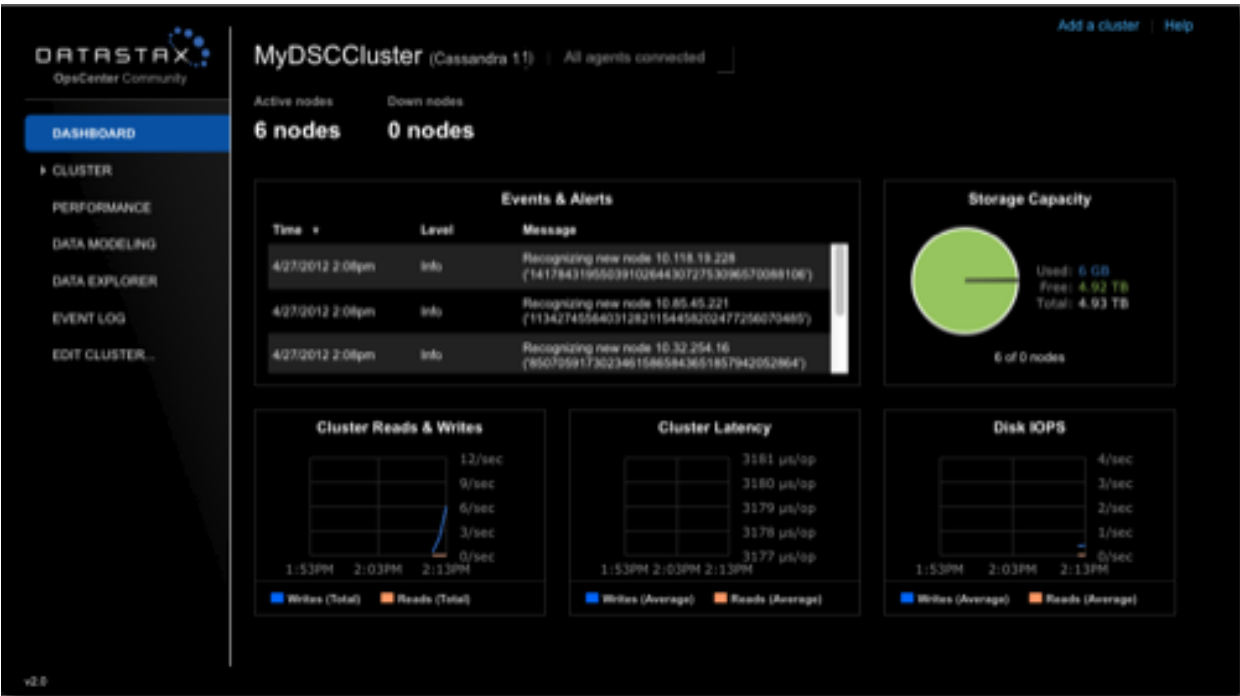 Add a cluster | Help
DATASTAX
OpsCenter Community
MyDSCCluster (Cassandra 1.1) | All agents connected
Active nodes Down nodes
6 nodes 0 nodes
DASHBOARD
CLUSTER
PERFORMANCE
DATA MODELING
DATA EXPLORER
EVENT LOG
EDIT CLUSTER...
Events & Alerts
Time Level Message
4/27/2012 2:08pm Info Recognizing new node 10.118.19.228
4/27/2012 2:08pm Info Recognizing new node 10.85.45.221
4/27/2012 2:08pm Info Recognizing new node 10.32.254.16
Storage Capacity
Used: 6 GB
Free: 4.92 TB
Total: 4.93 TB
6 of 0 nodes
Cluster Reads & Writes
12/sec
9/sec
6/sec
3/sec
0/sec
1:53PM 2:03PM 2:13PM
Writes (Total) Reads (Total)
Cluster Latency
3181 µs/op
3180 µs/op
3179 µs/op
3178 µs/op
3177 µs/op
1:53PM 2:03PM 2:13PM
Writes (Average) Reads (Average)
Disk IOPS
4/sec
3/sec
2/sec
1/sec
0/sec
1:53PM 2:03PM 2:13PM
Writes (Average) Reads (Average)
v2.0